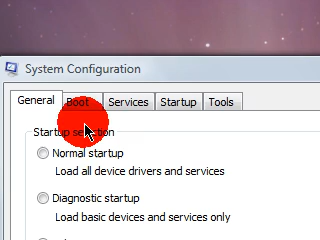 System Configuration
General Boot Services Startup Tools
Startup selection
Normal startup
Load all device drivers and services
Diagnostic startup
Load basic devices and services only